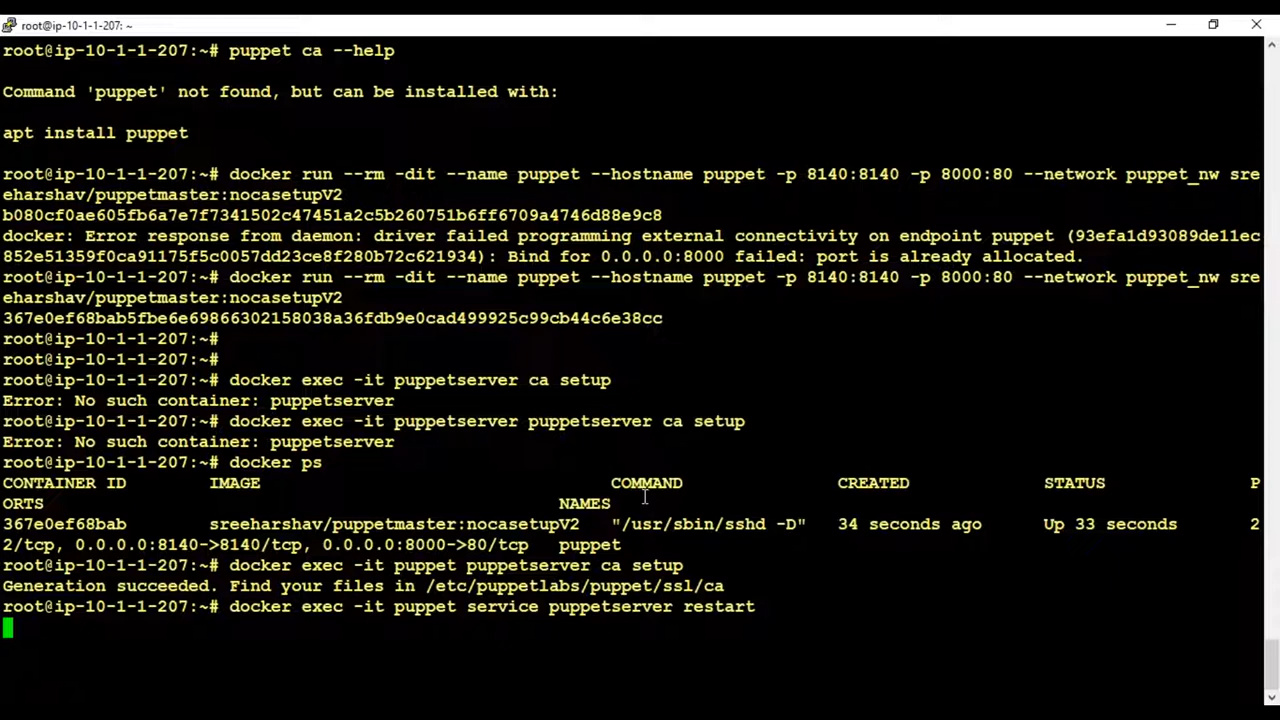 root@ip-10-1-1-207: ~
root@ip-10-1-1-207:~# puppet ca --help
Command 'puppet' not found, but can be installed with:
apt install puppet
root@ip-10-1-1-207:~# docker run --rm -dit --name puppet --hostname puppet -p 8140:8140 -p 8000:80 --network puppet_nw sre
eharshav/puppetmaster:nocasetupV2
b080cf0ae605fb6a7e7f7341502c47451a2c5b260751b6ff6709a4746d88e9c8
docker: Error response from daemon: driver failed programming external connectivity on endpoint puppet (93efa1d93089de11ec
852e51359f0ca91175f5c0057dd23ce8f280b72c621934): Bind for 0.0.0.0:8000 failed: port is already allocated.
root@ip-10-1-1-207:~# docker run --rm -dit --name puppet --hostname puppet -p 8140:8140 -p 8000:80 --network puppet_nw sre
eharshav/puppetmaster:nocasetupV2
367e0ef68bab5fbe6e69866302158038a36fdb9e0cad499925c99cb44c6e38cc
root@ip-10-1-1-207:~#
root@ip-10-1-1-207:~#
root@ip-10-1-1-207:~# docker exec -it puppetserver ca setup
Error: No such container: puppetserver
root@ip-10-1-1-207:~# docker exec -it puppetserver puppetserver ca setup
Error: No such container: puppetserver
root@ip-10-1-1-207:~# docker ps
CONTAINER ID        IMAGE                                  COMMAND               CREATED             STATUS              P
ORTS                                                  NAMES
367e0ef68bab        sreeharshav/puppetmaster:nocasetupV2   "/usr/sbin/sshd -D"   34 seconds ago      Up 33 seconds       2
2/tcp, 0.0.0.0:8140->8140/tcp, 0.0.0.0:8000->80/tcp   puppet
root@ip-10-1-1-207:~# docker exec -it puppet puppetserver ca setup
Generation succeeded. Find your files in /etc/puppetlabs/puppet/ssl/ca
root@ip-10-1-1-207:~# docker exec -it puppet service puppetserver restart